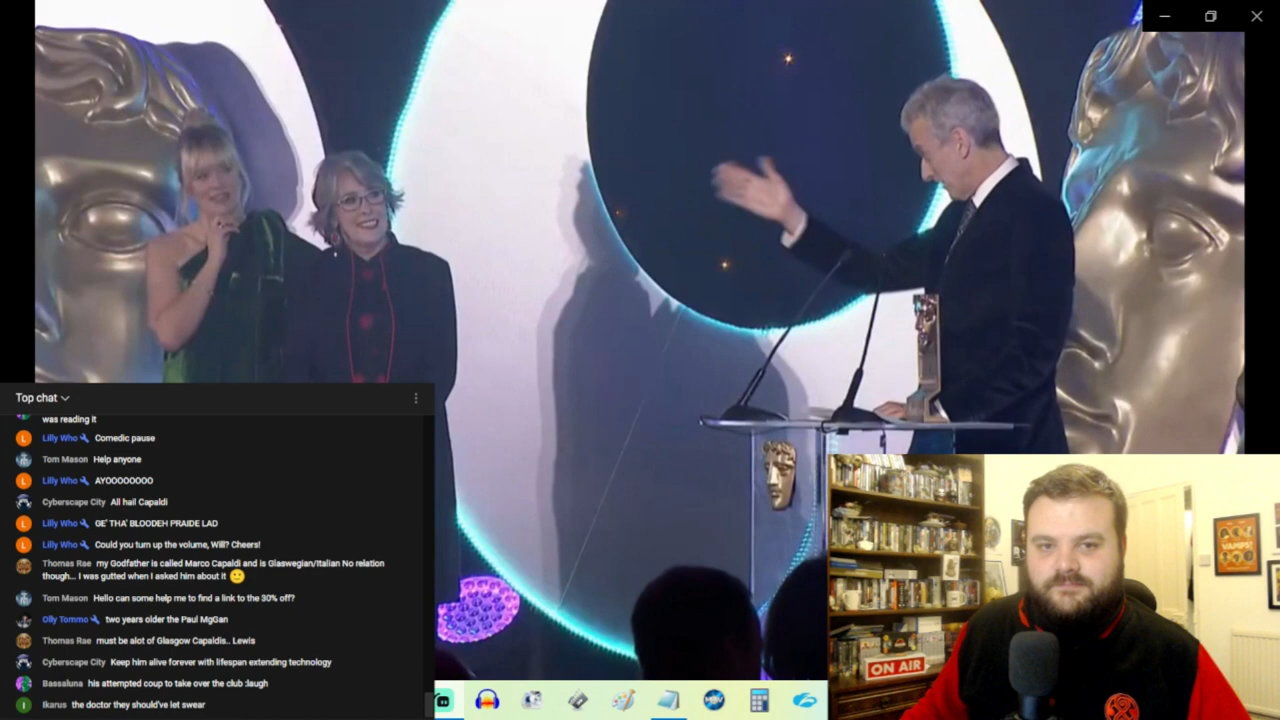 Top chat
was reading it
Lilly Who Comedic pause
Tom Mason Help anyone
Lilly Who AYOOOOOOO
Cyberscape City All hail Capaldi
Lilly Who GE' THA' BLOODEH PRAIDE LAD
Lilly Who Could you turn up the volume, Will? Cheers!
Thomas Rae my Godfather is called Marco Capaldi and is Glaswegian/Italian No relation
though... I was gutted when I asked him about it
Tom Mason Hello can some help me to find a link to the 30% off?
Olly Tommo two years older the Paul MgGan
Thomas Rae must be alot of Glasgow Capaldis.. Lewis
Cyberscape City Keep him alive forever with lifespan extending technology
Bassaluna his attempted coup to take over the club :laugh
Ikarus the doctor they should've let swear
VAMPS!
ON AIR